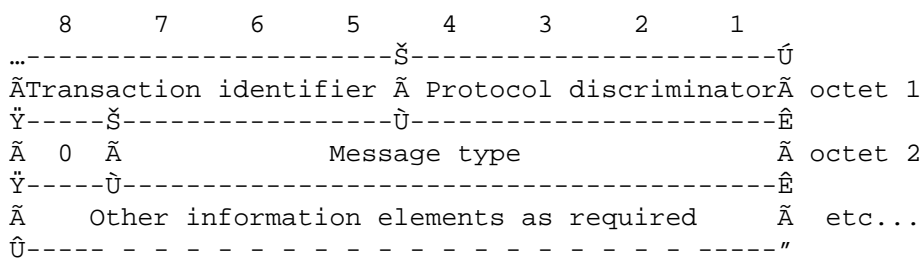 8 7 6 5 4 3 2 1
…-----------------------Š-----------------------Ú
ÃTransaction identifier Ã Protocol discriminatorÃ octet 1
Ÿ-----Š-----------------Ù-----------------------Ê
Ã 0 Ã Message type Ã octet 2
Ÿ-----Ù-----------------------------------------Ê
Ã Other information elements as required Ã etc...
Û----- - - - - - - - - - - - - - - - - - - -----"